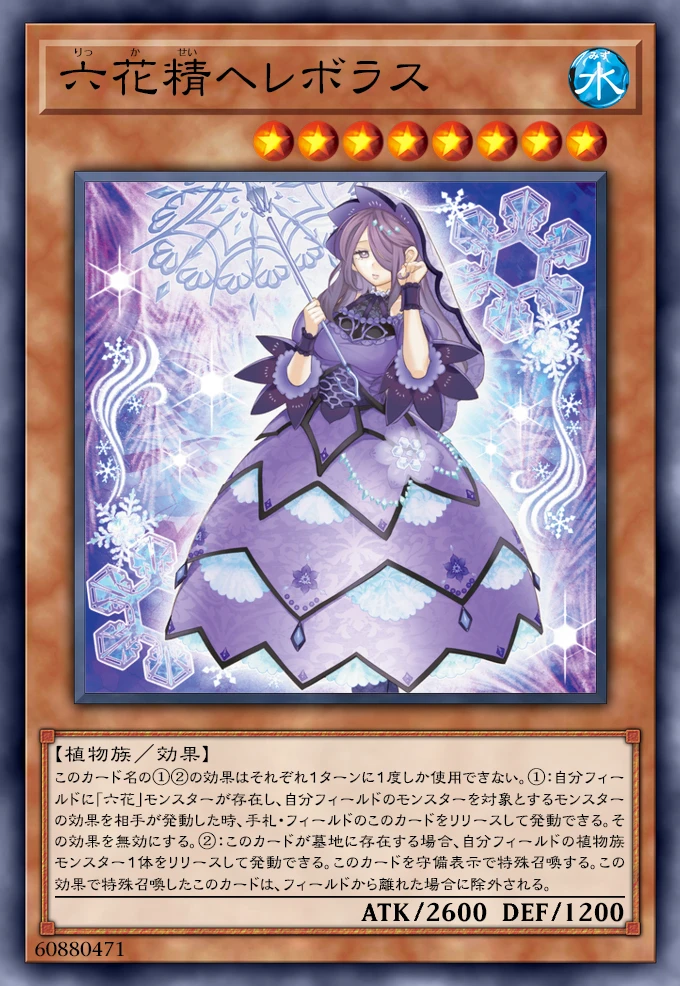 りっ か せい
六花精ヘレボラス
みず
水
【植物族／効果】
このカード名の①②の効果はそれぞれ1ターンに1度しか使用できない。①：自分フィー
ルドに「六花」モンスターが存在し、自分フィールドのモンスターを対象とするモンスター
の効果を相手が発動した時、手札・フィールドのこのカードをリリースして発動できる。そ
の効果を無効にする。②：このカードが墓地に存在する場合、自分フィールドの植物族
モンスター1体をリリースして発動できる。このカードを守備表示で特殊召喚する。この
効果で特殊召喚したこのカードは、フィールドから離れた場合に除外される。
ATK/2600 DEF/1200
60880471